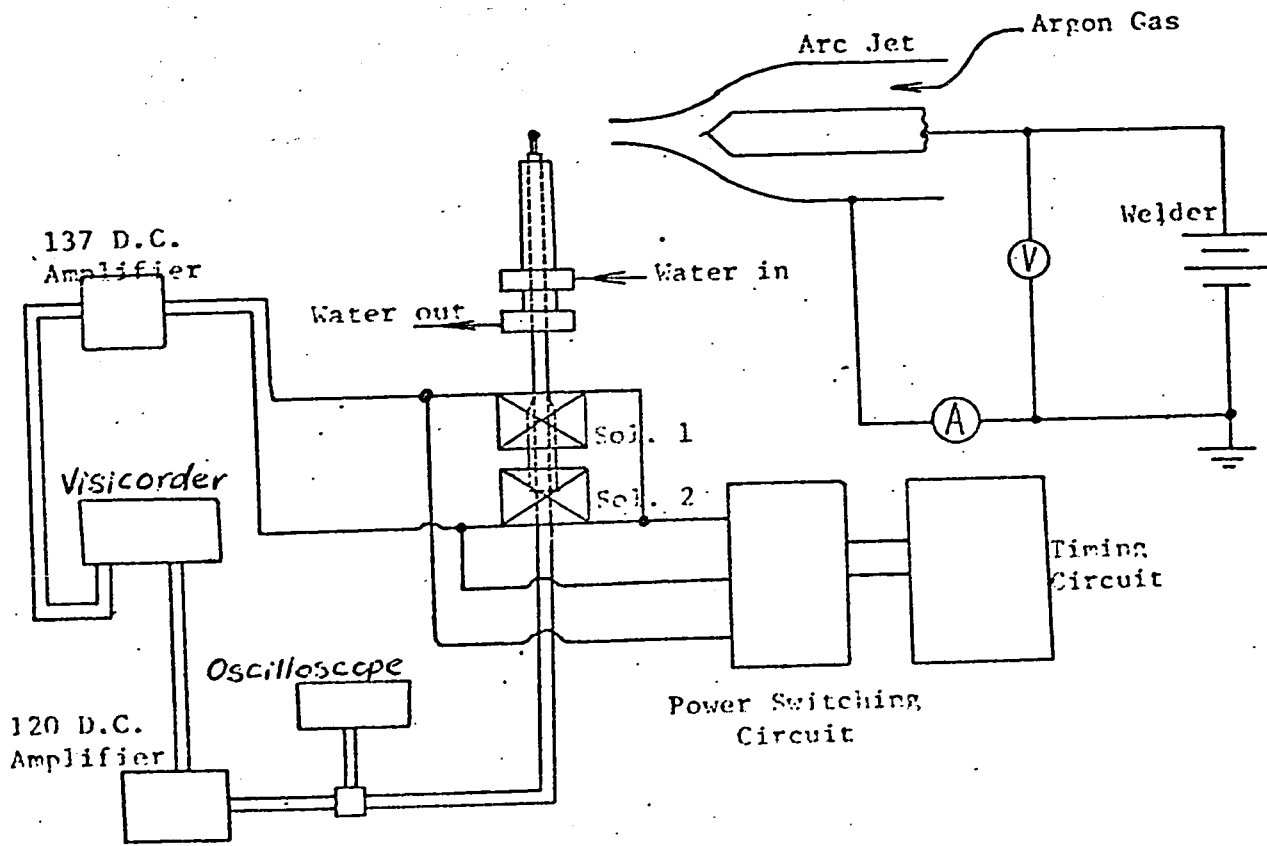 Argon Gas
Arc Jet
Welder
V
137 D.C.
Amplifier
Water in
Water out
A
Sol. 1
Sol. 2
Visicorder
Timing
Circuit
Oscilloscope
Power Switching
Circuit
120 D.C.
Amplifier